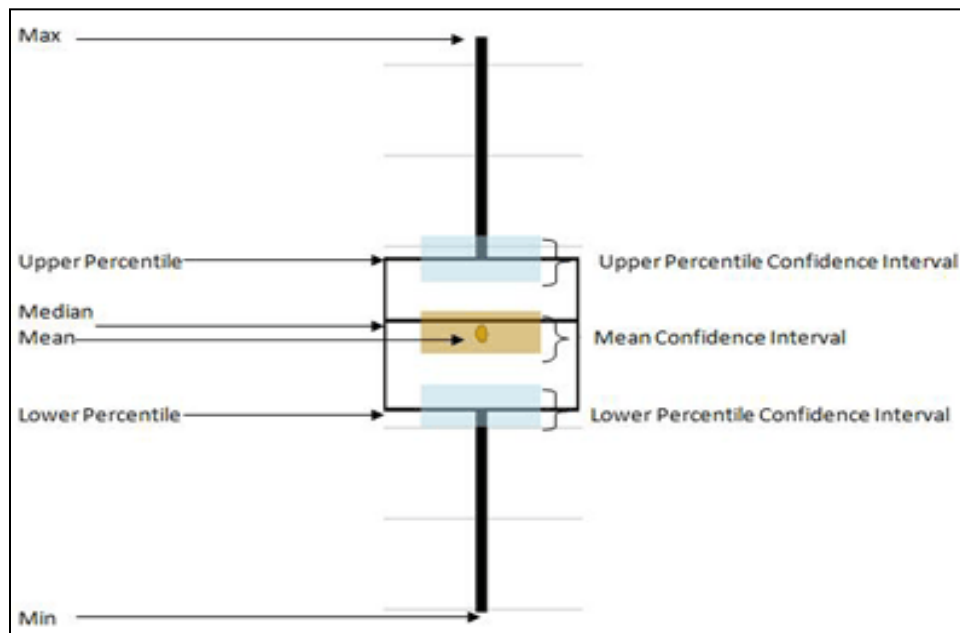 Max
Upper Percentile
Upper Percentile Confidence Interval
Median
Mean
Mean Confidence Interval
Lower Percentile
Lower Percentile Confidence Interval
Min